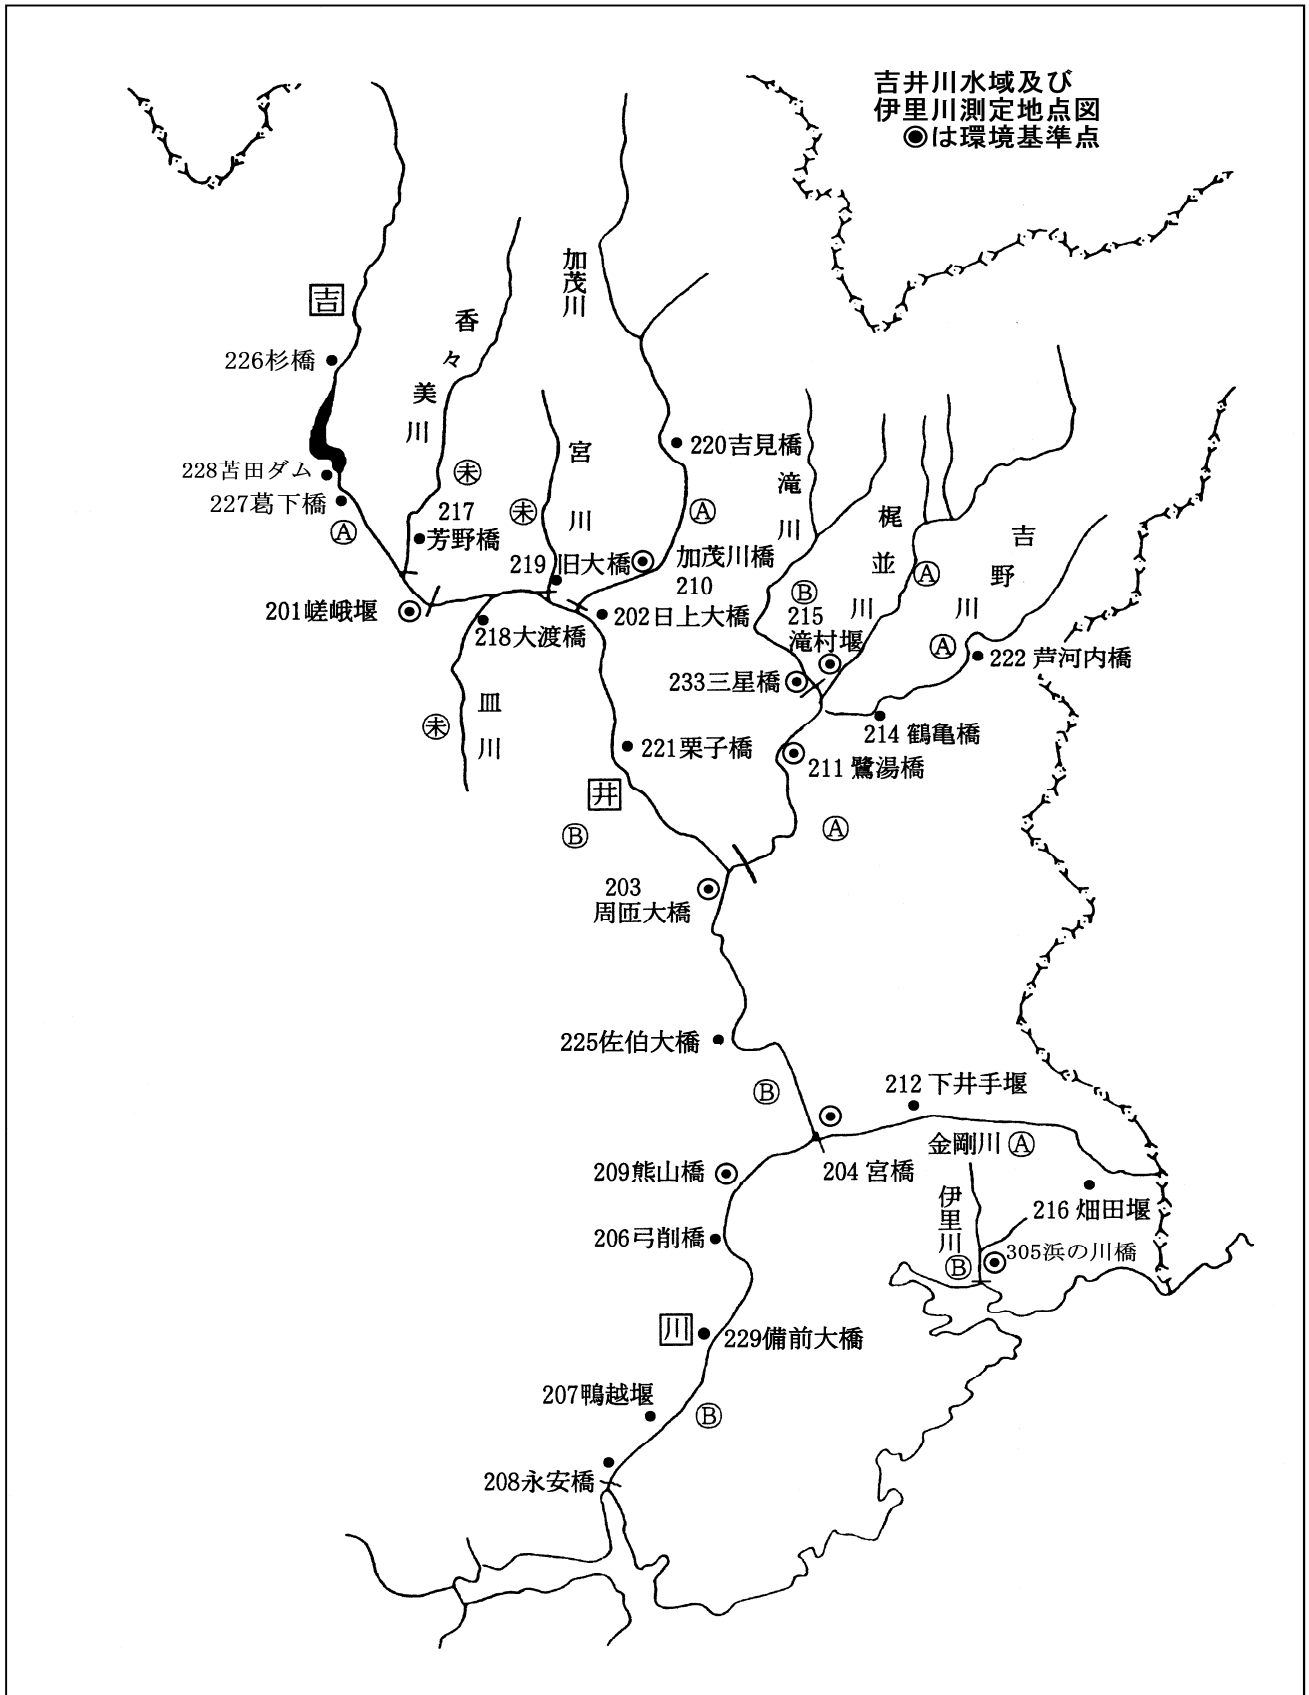 吉井川水域及び
伊里川測定地点図
◉は環境基準点
加茂川
吉
香々美川
226杉橋
宮川
220吉見橋
228苫田ダム
227葛下橋
Ⓐ
㊍
217
芳野橋
㊍
Ⓐ
滝川
梶並川
吉野川
219 旧大橋
加茂川橋
210
Ⓐ
201嵯峨堰
202日上大橋
Ⓑ
215
滝村堰
218大渡橋
Ⓐ
222 芦河内橋
233三星橋
皿川
214 鶴亀橋
221栗子橋
211 鷺湯橋
井
Ⓑ
Ⓐ
203
周匝大橋
225佐伯大橋
Ⓑ
212 下井手堰
金剛川 Ⓐ
209熊山橋
204 宮橋
伊里川
216 畑田堰
206弓削橋
Ⓑ
305浜の川橋
川
229備前大橋
207鴨越堰
Ⓑ
208永安橋